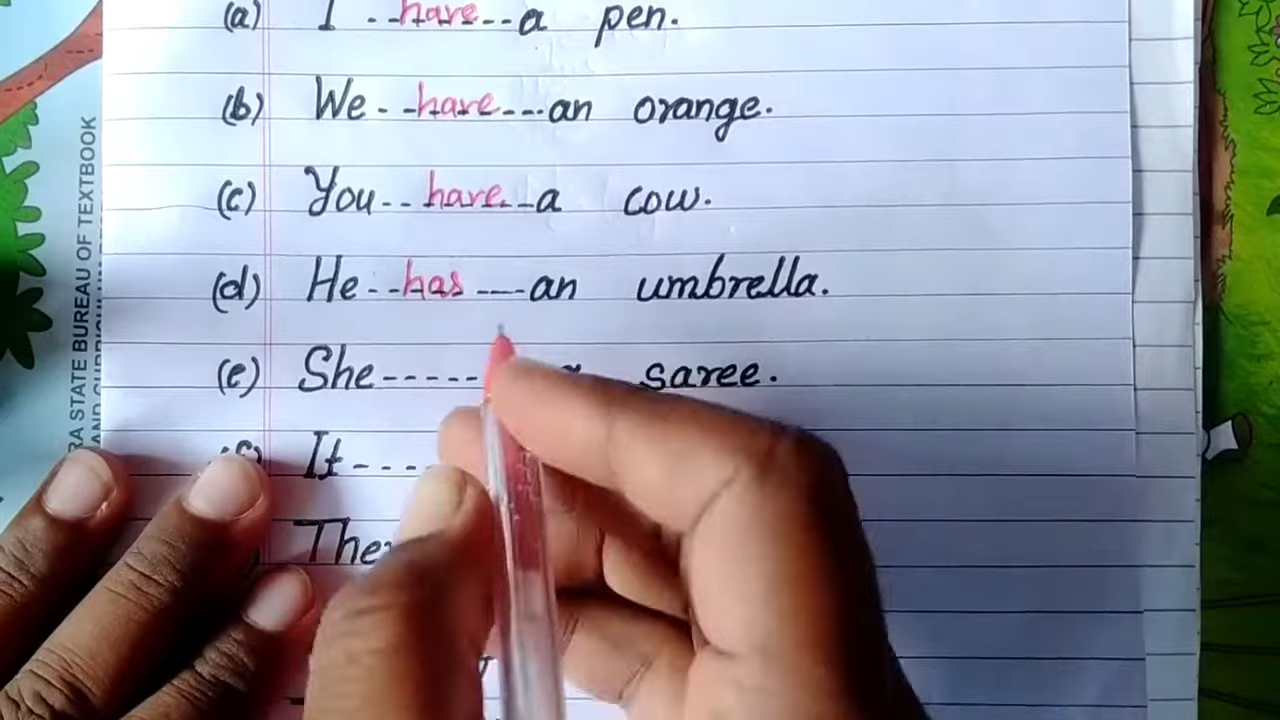 (a) I ..have..a pen.
(b) We..have...an orange.
(c) You..have..a cow.
(d) He..has ...an umbrella.
(e) She----- saree.
It---
RA STATE BUREAU OF TEXTBOOK